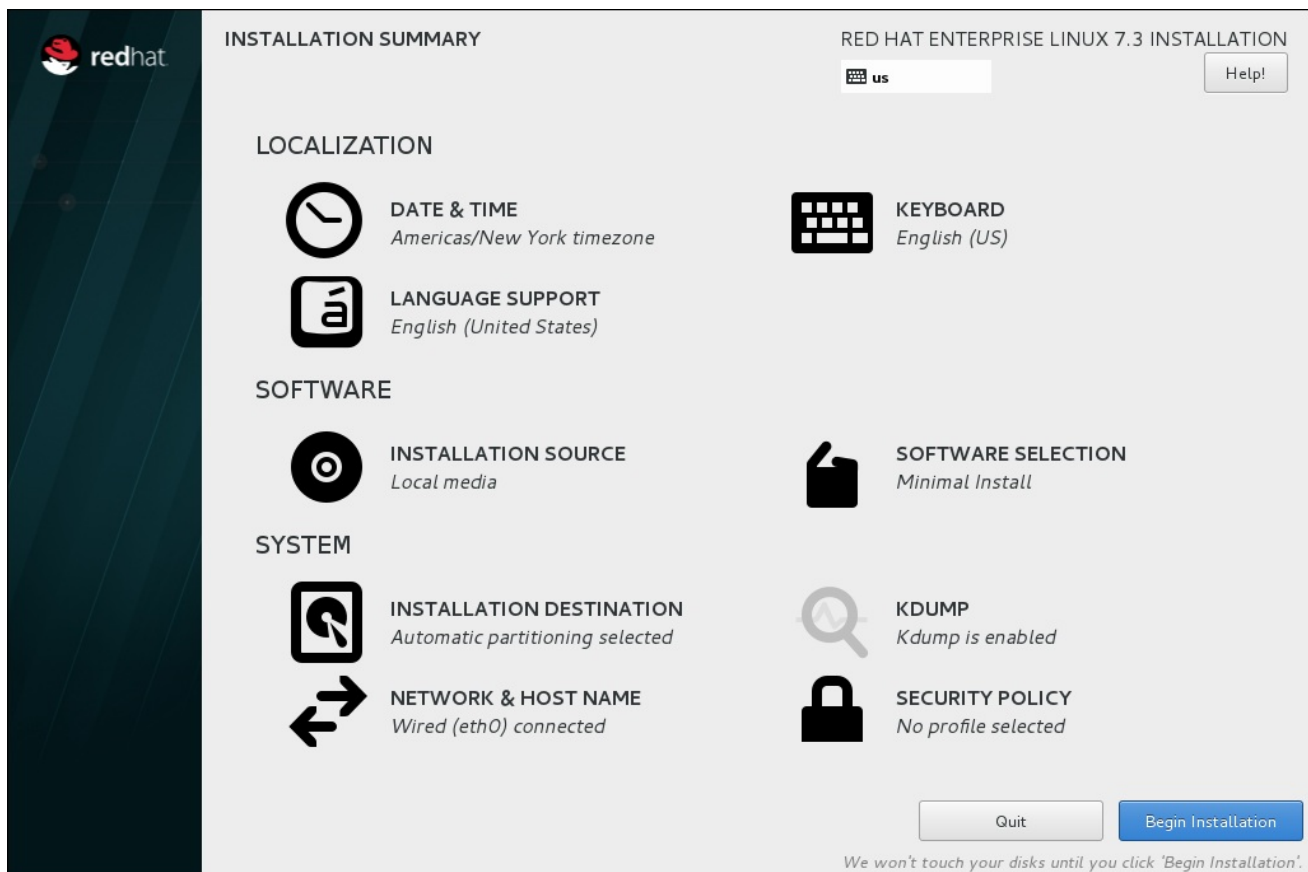 redhat
INSTALLATION SUMMARY
RED HAT ENTERPRISE LINUX 7.3 INSTALLATION
us
Help!
LOCALIZATION
DATE & TIME
Americas/New York timezone
KEYBOARD
English (US)
á
LANGUAGE SUPPORT
English (United States)
SOFTWARE
INSTALLATION SOURCE
Local media
SOFTWARE SELECTION
Minimal Install
SYSTEM
INSTALLATION DESTINATION
Automatic partitioning selected
KDUMP
Kdump is enabled
NETWORK & HOST NAME
Wired (eth0) connected
SECURITY POLICY
No profile selected
Quit
Begin Installation
We won't touch your disks until you click 'Begin Installation'.